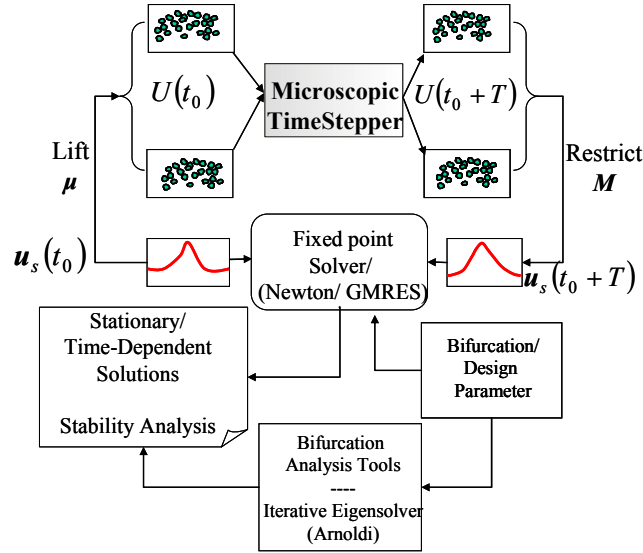 U(t₀)
Microscopic
TimeStepper
U(t₀ + T)
Lift
μ
Restrict
M
uₛ(t₀)
Fixed point
Solver/
(Newton/ GMRES)
uₛ(t₀ + T)
Stationary/
Time-Dependent
Solutions
Stability Analysis
Bifurcation/
Design
Parameter
Bifurcation
Analysis Tools
----
Iterative Eigensolver
(Arnoldi)